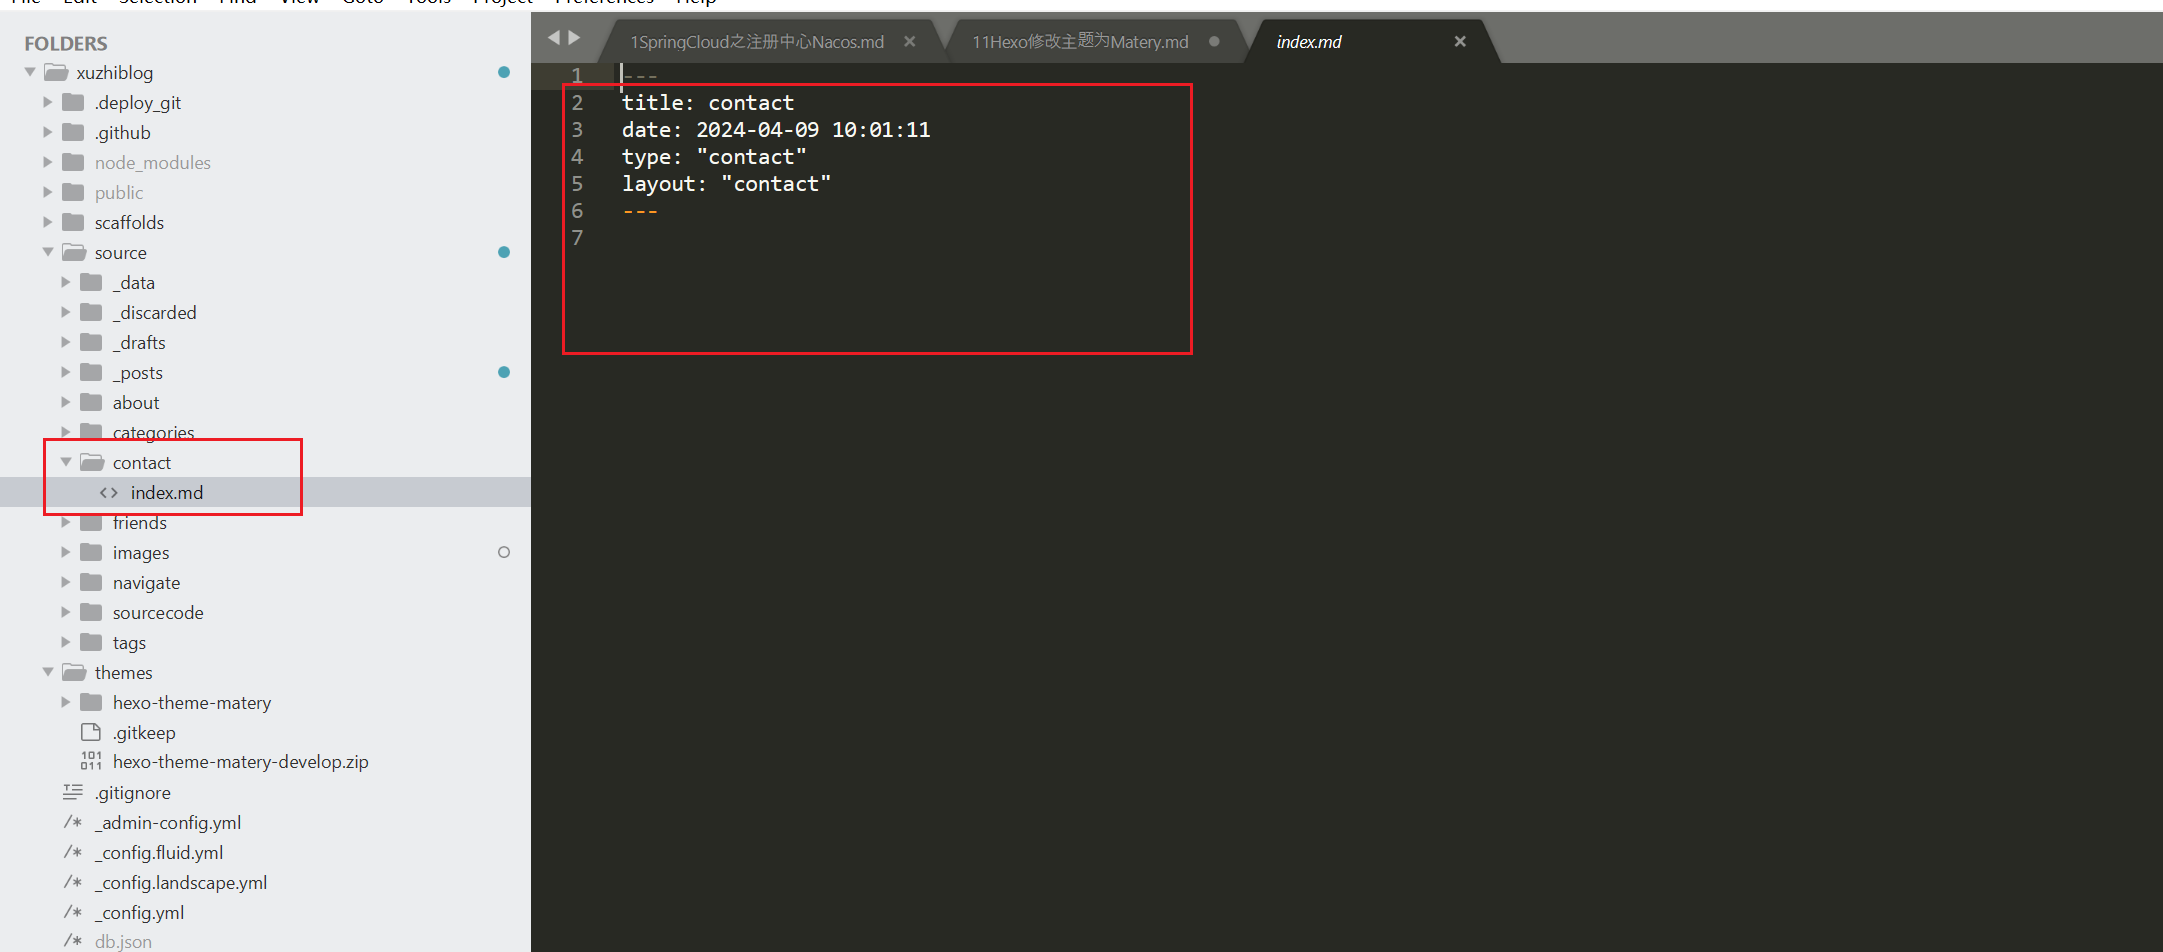 File Edit Selection Find View Goto Tools Project Preferences Help
FOLDERS
xuzhiblog
.deploy_git
.github
node_modules
public
scaffolds
source
_data
_discarded
_drafts
_posts
about
categories
contact
index.md
friends
images
navigate
sourcecode
tags
themes
hexo-theme-matery
.gitkeep
hexo-theme-matery-develop.zip
.gitignore
_admin-config.yml
_config.fluid.yml
_config.landscape.yml
_config.yml
db.json
1SpringCloud之注册中心Nacos.md
11Hexo修改主题为Matery.md
index.md
1 ---
2 title: contact
3 date: 2024-04-09 10:01:11
4 type: "contact"
5 layout: "contact"
6 ---
7